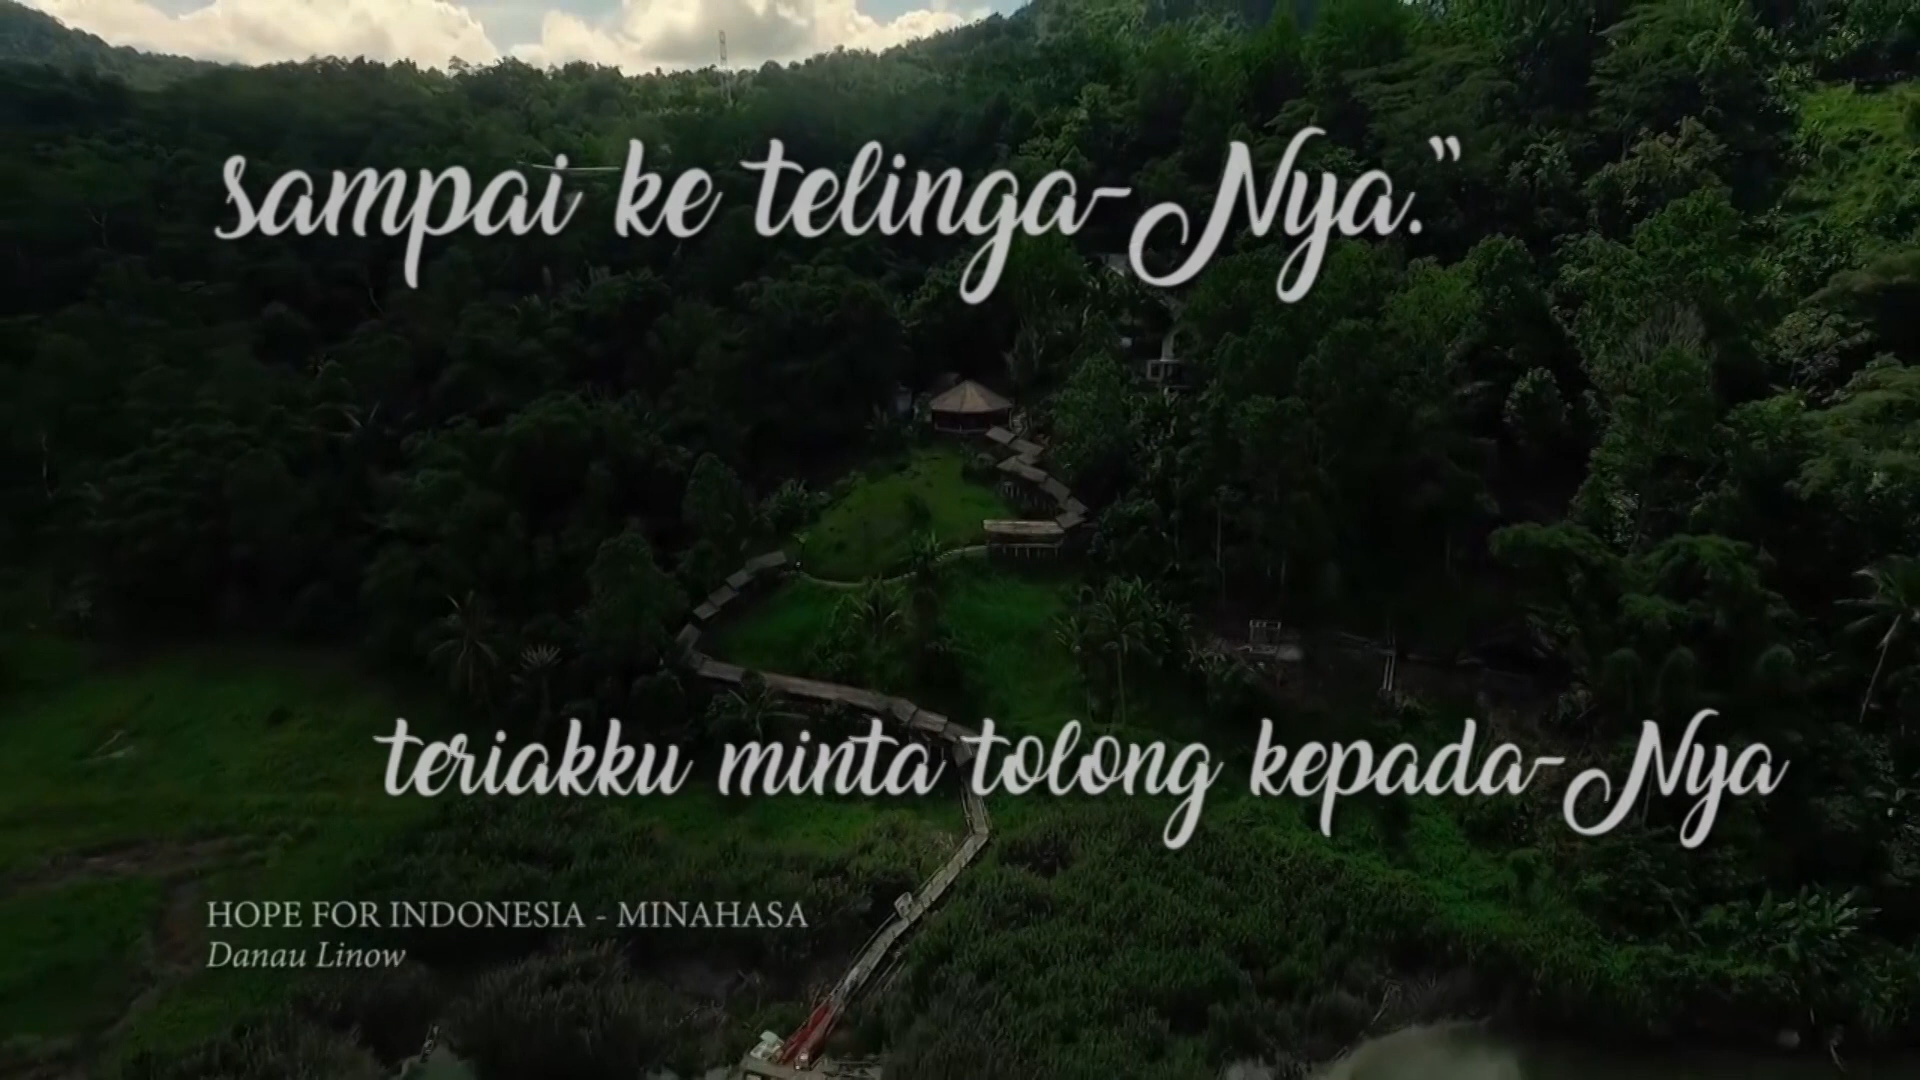 sampai ke telinga-Nya."
teriakku minta tolong kepada-Nya
HOPE FOR INDONESIA - MINAHASA
Danau Linow